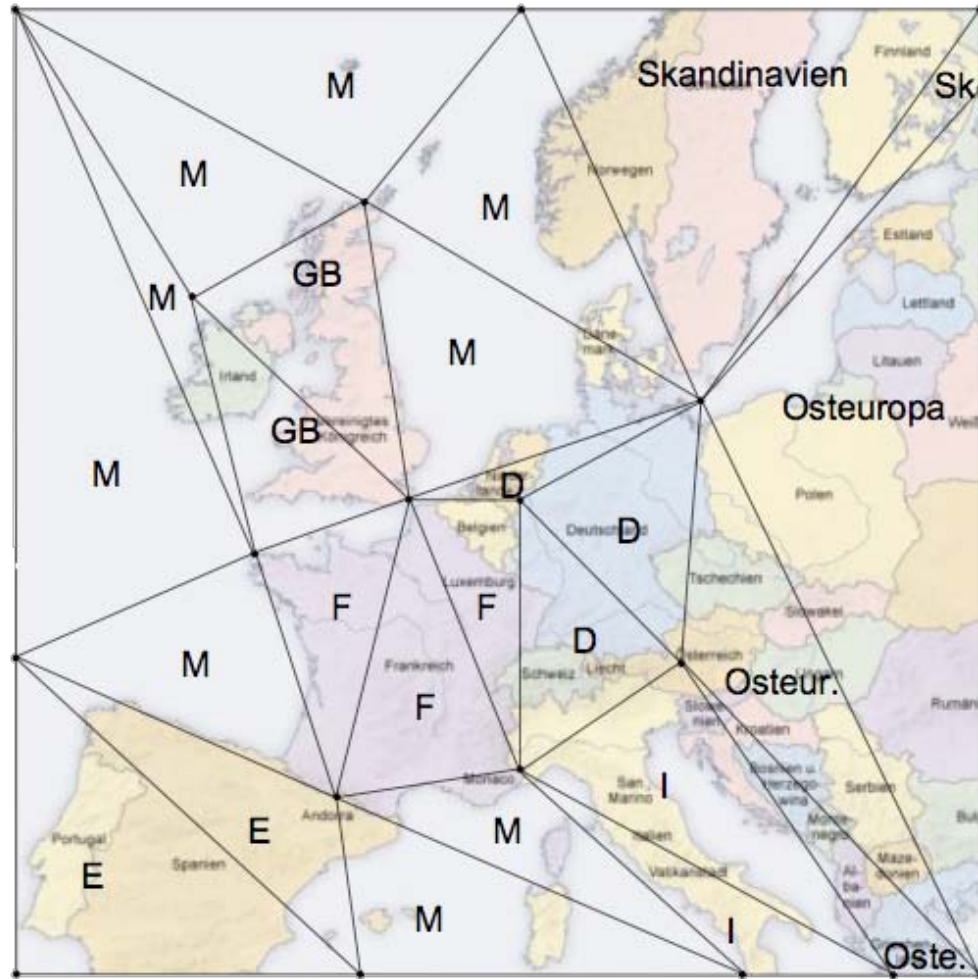 Finnland
Skandinavien
Sk
M
M
Norwegen
M
Estland
GB
M
Lettland
Däne-
mark
M
Litauen
Irland
Osteuropa
Weiß
GB
Vereinigtes
Königreich
M
D
Polen
Belgien
Deutschland
D
Luxemburg
Tschechien
F
F
Slowakei
D
M
Frankreich
Schweiz
Liecht.
Österreich
Osteur.
Ungarn
F
Slowe-
nien
Rumän
Kroatien
Monaco
Bosnien u.
Herzego-
wina
San
Marino
I
Serbien
Andorra
M
Italien
Monte-
negro
Bul
Portugal
E
Spanien
E
Vatikanstadt
Al-
ba-
nien
Maze-
donien
M
I
Oste.